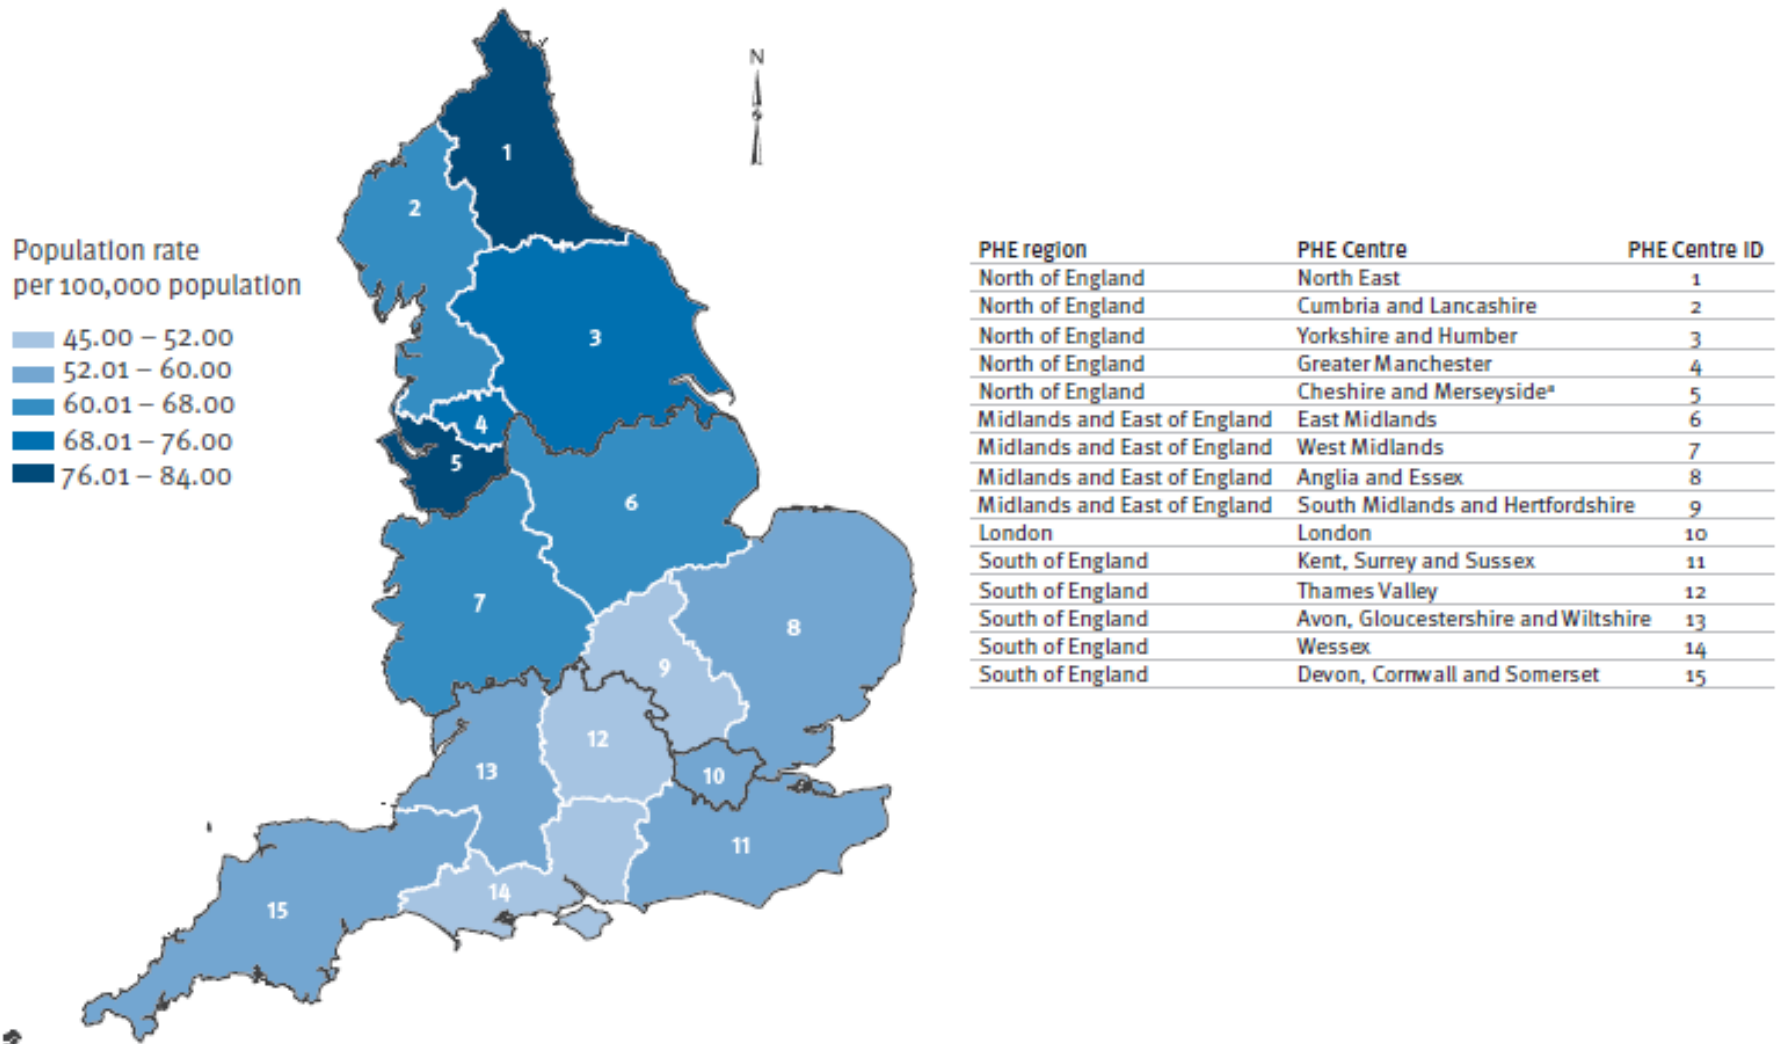 N
1
2
Population rate
per 100,000 population
45.00 – 52.00
52.01 – 60.00
60.01 – 68.00
68.01 – 76.00
76.01 – 84.00
3
4
5
6
7
8
9
12
13
10
11
14
15
PHE region PHE Centre PHE Centre ID
North of England North East 1
North of England Cumbria and Lancashire 2
North of England Yorkshire and Humber 3
North of England Greater Manchester 4
North of England Cheshire and Merseysideª 5
Midlands and East of England East Midlands 6
Midlands and East of England West Midlands 7
Midlands and East of England Anglia and Essex 8
Midlands and East of England South Midlands and Hertfordshire 9
London London 10
South of England Kent, Surrey and Sussex 11
South of England Thames Valley 12
South of England Avon, Gloucestershire and Wiltshire 13
South of England Wessex 14
South of England Devon, Cornwall and Somerset 15